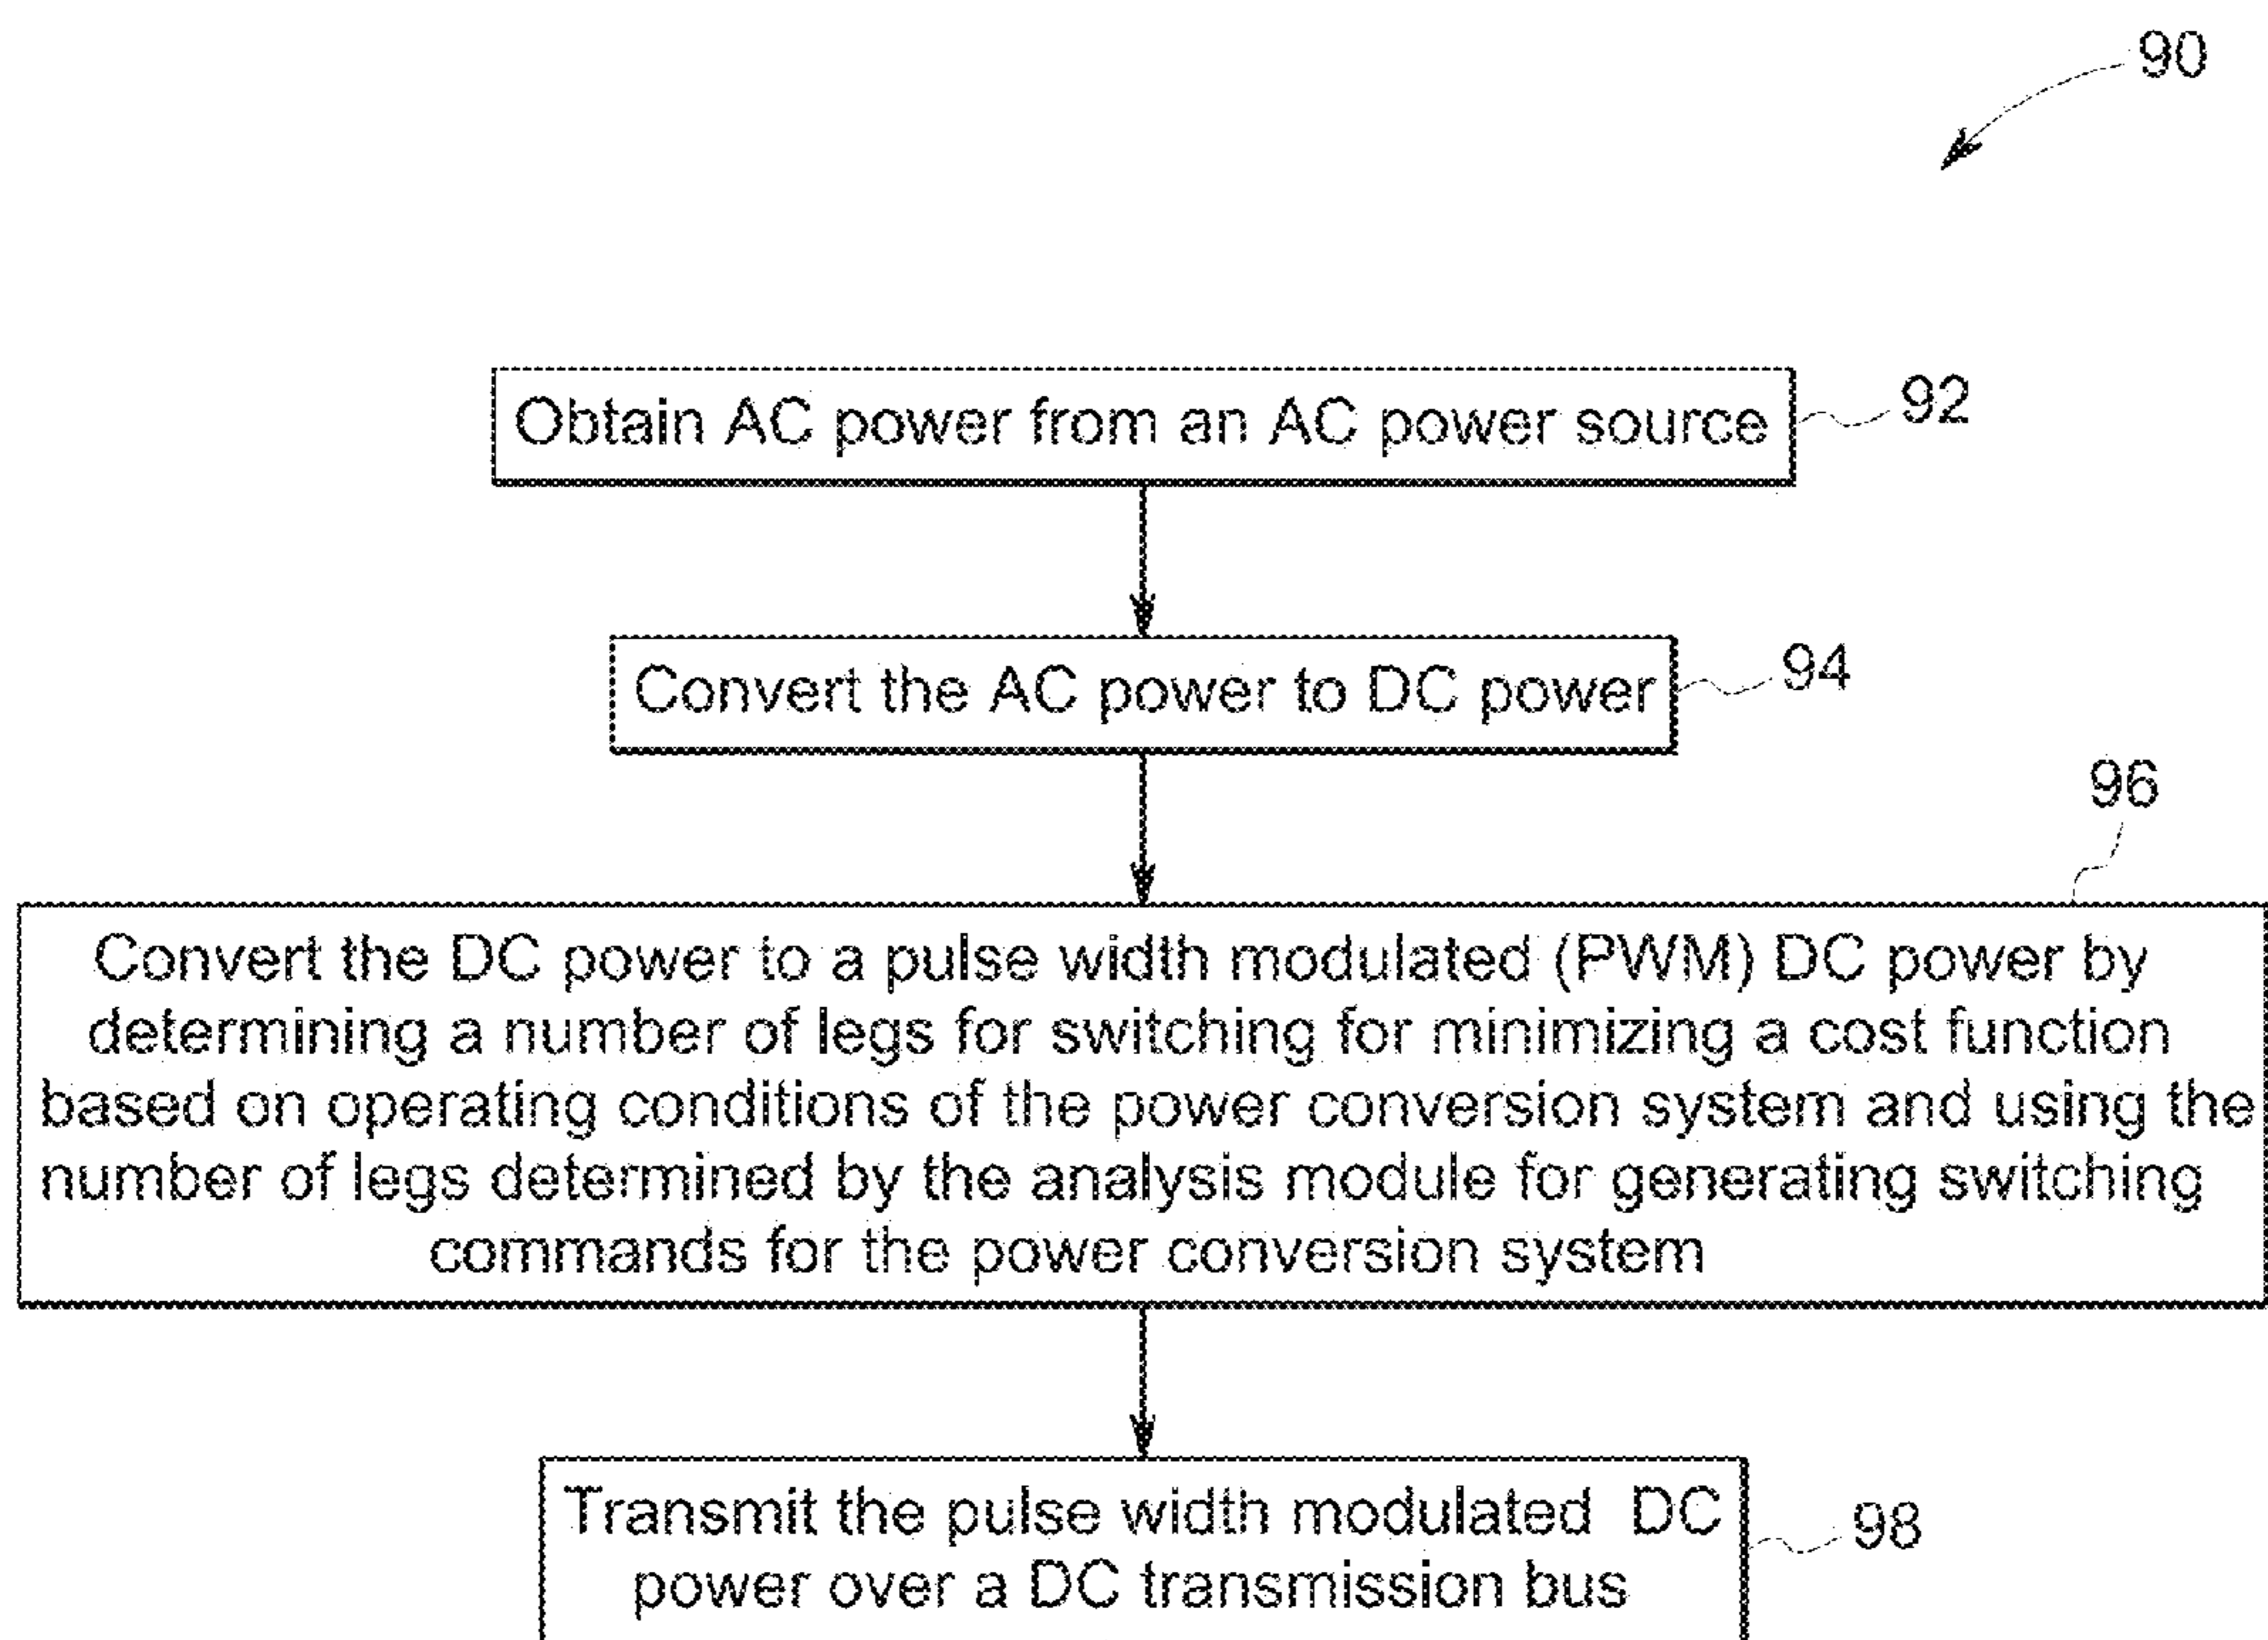 90
Obtain AC power from an AC power source
92
Convert the AC power to DC power
94
96
Convert the DC power to a pulse width modulated (PWM) DC power by
determining a number of legs for switching for minimizing a cost function
based on operating conditions of the power conversion system and using the
number of legs determined by the analysis module for generating switching
commands for the power conversion system
Transmit the pulse width modulated DC
power over a DC transmission bus
98